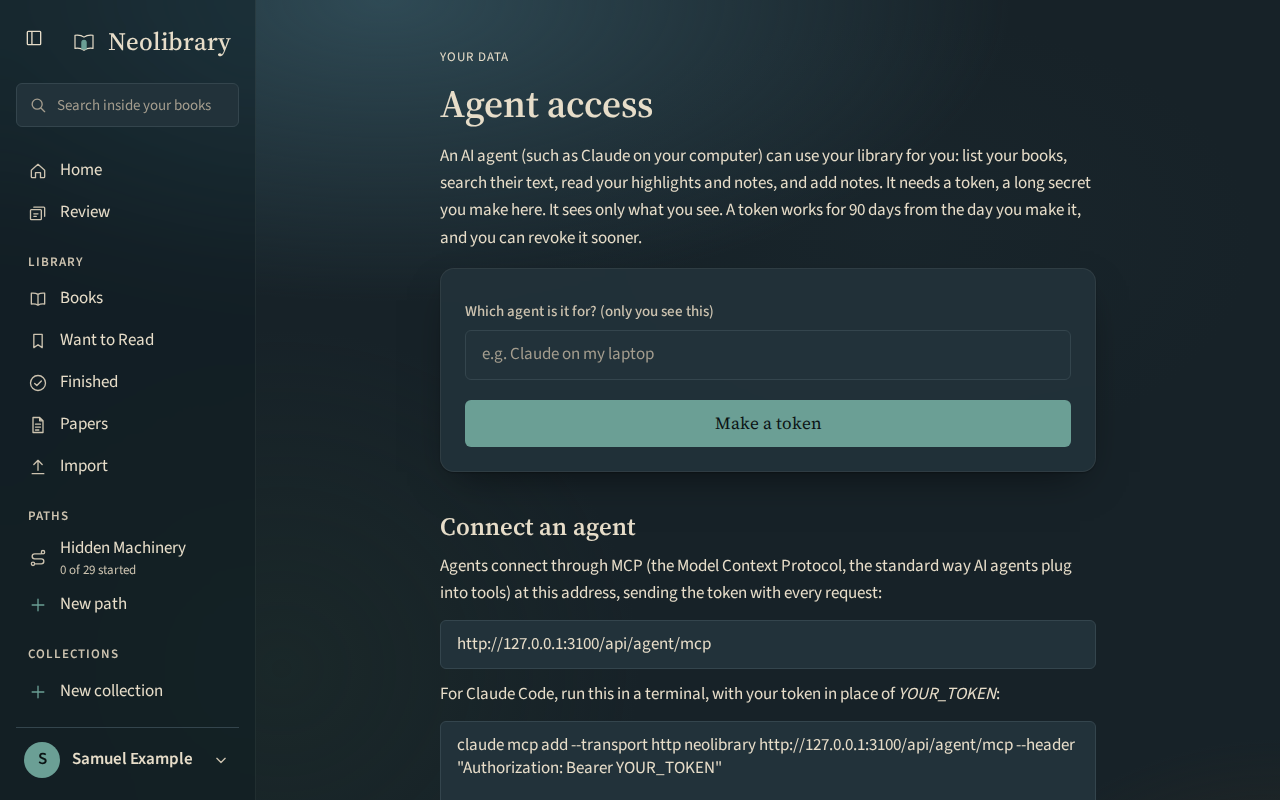 Neolibrary
Search inside your books
Home
Review
LIBRARY
Books
Want to Read
Finished
Papers
Import
PATHS
Hidden Machinery
0 of 29 started
New path
COLLECTIONS
New collection
S
Samuel Example
YOUR DATA
Agent access
An AI agent (such as Claude on your computer) can use your library for you: list your books,
search their text, read your highlights and notes, and add notes. It needs a token, a long secret
you make here. It sees only what you see. A token works for 90 days from the day you make it,
and you can revoke it sooner.
Which agent is it for? (only you see this)
e.g. Claude on my laptop
Make a token
Connect an agent
Agents connect through MCP (the Model Context Protocol, the standard way AI agents plug
into tools) at this address, sending the token with every request:
http://127.0.0.1:3100/api/agent/mcp
For Claude Code, run this in a terminal, with your token in place of YOUR_TOKEN:
claude mcp add --transport http neolibrary http://127.0.0.1:3100/api/agent/mcp --header
"Authorization: Bearer YOUR_TOKEN"